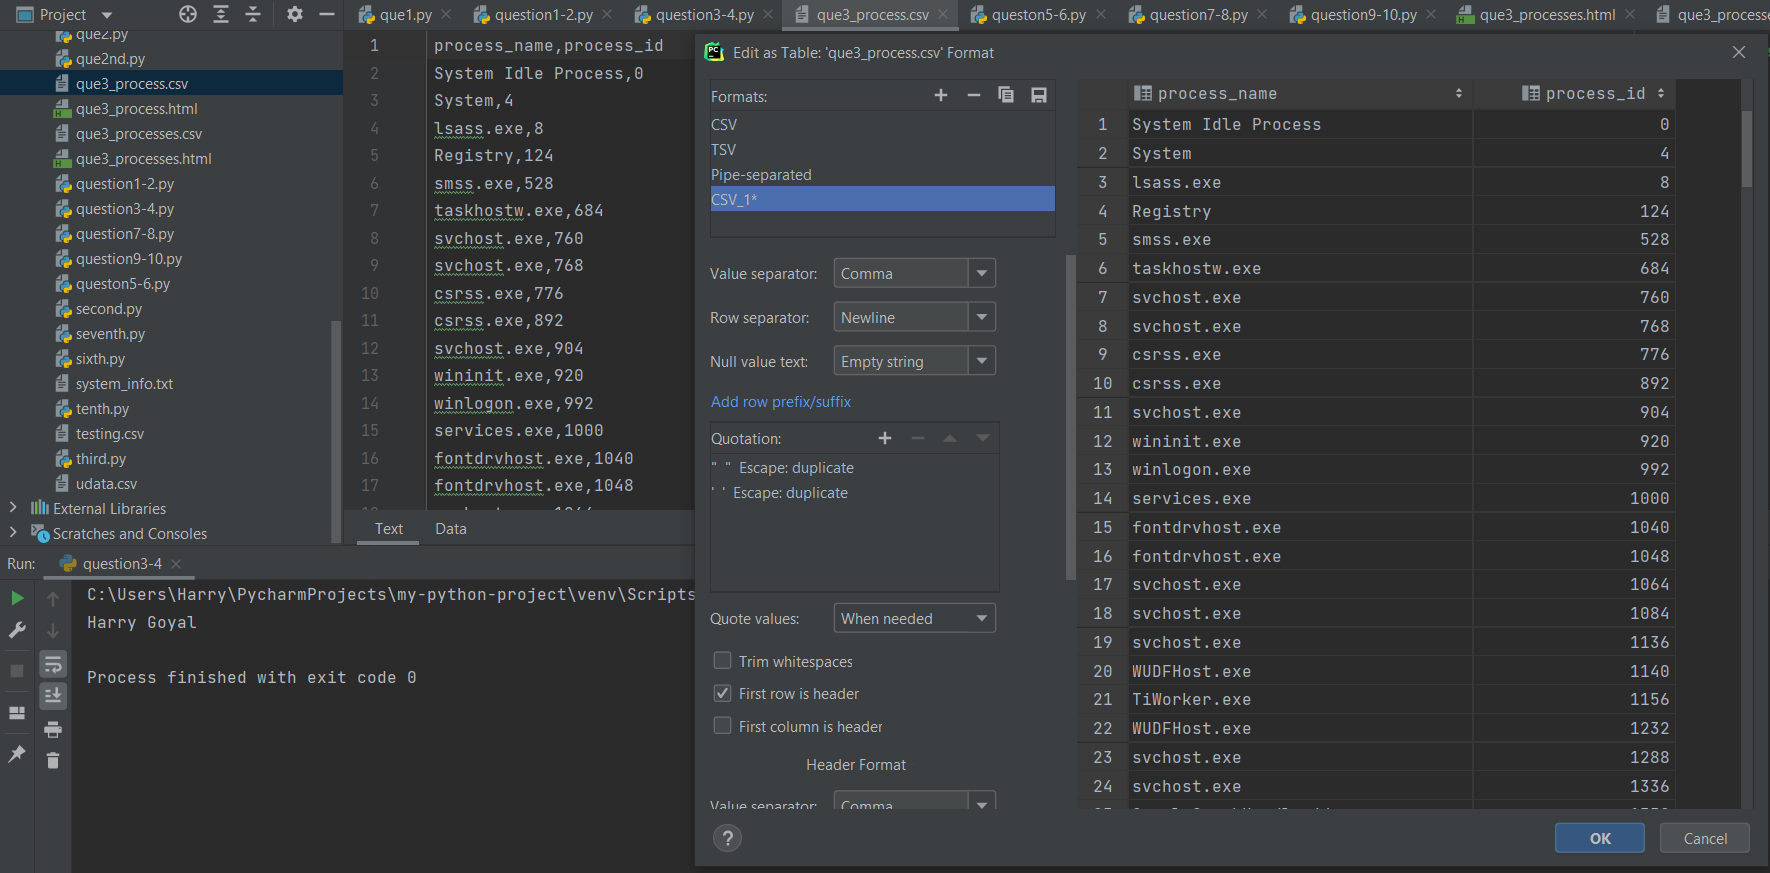 Project
que1.py
question1-2.py
question3-4.py
que3_process.csv
queston5-6.py
question7-8.py
question9-10.py
que3_processes.html
que3_processe
que2.py
que2nd.py
que3_process.csv
que3_process.html
que3_processes.csv
que3_processes.html
question1-2.py
question3-4.py
question7-8.py
question9-10.py
queston5-6.py
second.py
seventh.py
sixth.py
system_info.txt
tenth.py
testing.csv
third.py
udata.csv
External Libraries
Scratches and Consoles
1 process_name,process_id
2 System Idle Process,0
3 System,4
4 lsass.exe,8
5 Registry,124
6 smss.exe,528
7 taskhostw.exe,684
8 svchost.exe,760
9 svchost.exe,768
10 csrss.exe,776
11 csrss.exe,892
12 svchost.exe,904
13 wininit.exe,920
14 winlogon.exe,992
15 services.exe,1000
16 fontdrvhost.exe,1040
17 fontdrvhost.exe,1048
Text Data
Run: question3-4
C:\Users\Harry\PycharmProjects\my-python-project\venv\Scripts
Harry Goyal
Process finished with exit code 0
PC
Edit as Table: 'que3_process.csv' Format
Formats:
CSV
TSV
Pipe-separated
CSV_1*
Value separator: Comma
Row separator: Newline
Null value text: Empty string
Add row prefix/suffix
Quotation:
" " Escape: duplicate
' ' Escape: duplicate
Quote values: When needed
Trim whitespaces
First row is header
First column is header
Header Format
Value separator: Comma
?
process_name process_id
1 System Idle Process 0
2 System 4
3 lsass.exe 8
4 Registry 124
5 smss.exe 528
6 taskhostw.exe 684
7 svchost.exe 760
8 svchost.exe 768
9 csrss.exe 776
10 csrss.exe 892
11 svchost.exe 904
12 wininit.exe 920
13 winlogon.exe 992
14 services.exe 1000
15 fontdrvhost.exe 1040
16 fontdrvhost.exe 1048
17 svchost.exe 1064
18 svchost.exe 1084
19 svchost.exe 1136
20 WUDFHost.exe 1140
21 TiWorker.exe 1156
22 WUDFHost.exe 1232
23 svchost.exe 1288
24 svchost.exe 1336
OK Cancel